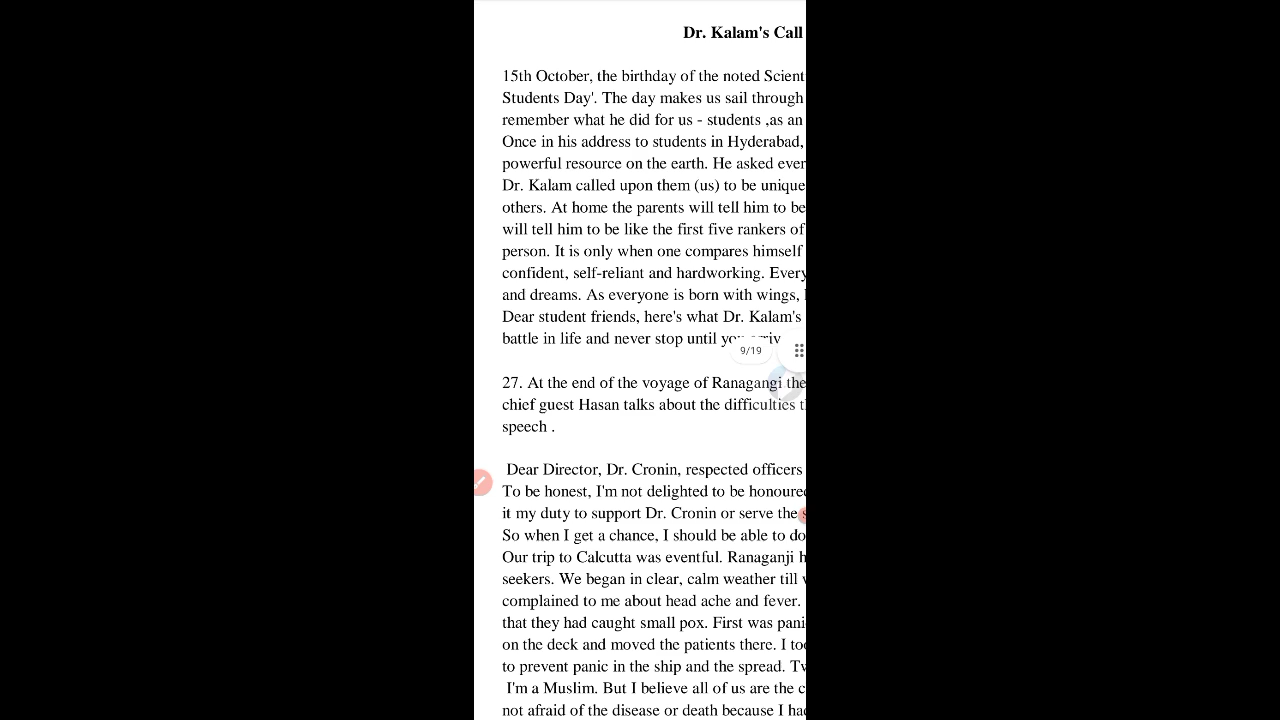 Dr. Kalam's Call
15th October, the birthday of the noted Scient
Students Day'. The day makes us sail through
remember what he did for us - students ,as an
Once in his address to students in Hyderabad,
powerful resource on the earth. He asked ever
Dr. Kalam called upon them (us) to be unique
others. At home the parents will tell him to be
will tell him to be like the first five rankers of
person. It is only when one compares himself
confident, self-reliant and hardworking. Every
and dreams. As everyone is born with wings,
Dear student friends, here's what Dr. Kalam's
battle in life and never stop until you
9/19
27. At the end of the voyage of Ranagangi the
chief guest Hasan talks about the difficulties
speech .
Dear Director, Dr. Cronin, respected officers
To be honest, I'm not delighted to be honoured
it my duty to support Dr. Cronin or serve the
So when I get a chance, I should be able to do
Our trip to Calcutta was eventful. Ranaganji h
seekers. We began in clear, calm weather till
complained to me about head ache and fever.
that they had caught small pox. First was pani
on the deck and moved the patients there. I too
to prevent panic in the ship and the spread. Tw
I'm a Muslim. But I believe all of us are the c
not afraid of the disease or death because I had